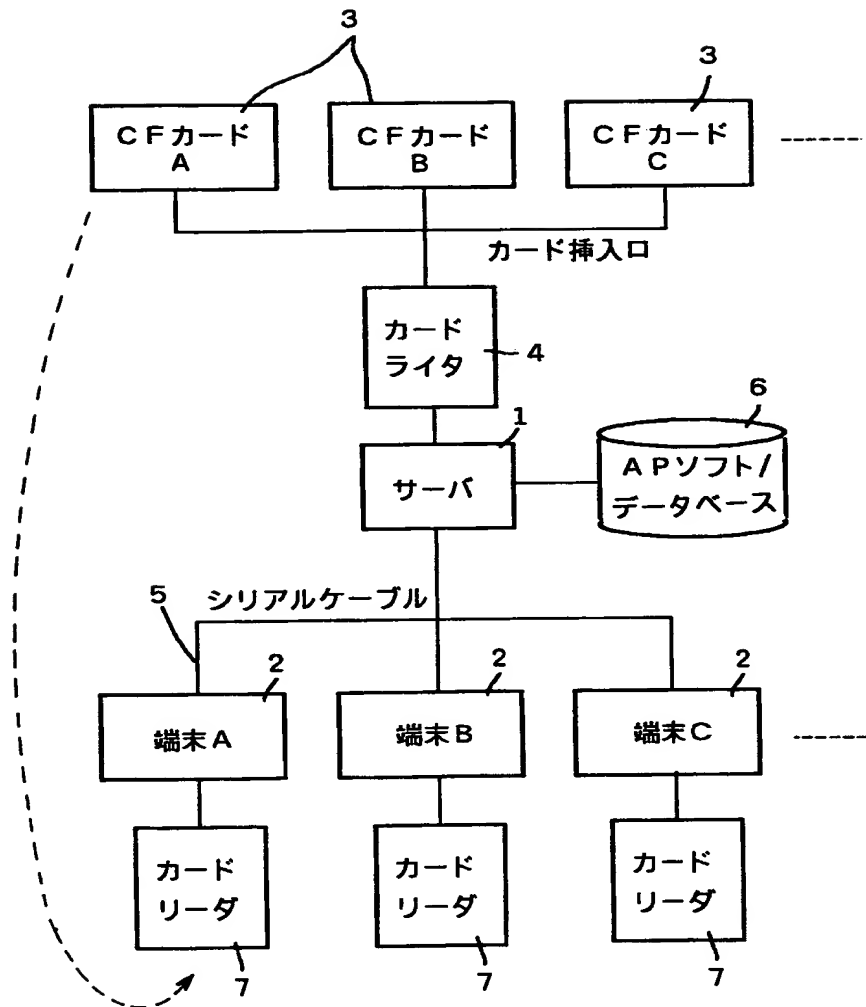 3
3
CFカード
A
CFカード
B
CFカード
C
カード挿入口
カード
ライタ
4
1
サーバ
6
APソフト/
データベース
シリアルケーブル
5
2
2
2
端末A
端末B
端末C
カード
リーダ
カード
リーダ
カード
リーダ
7
7
7